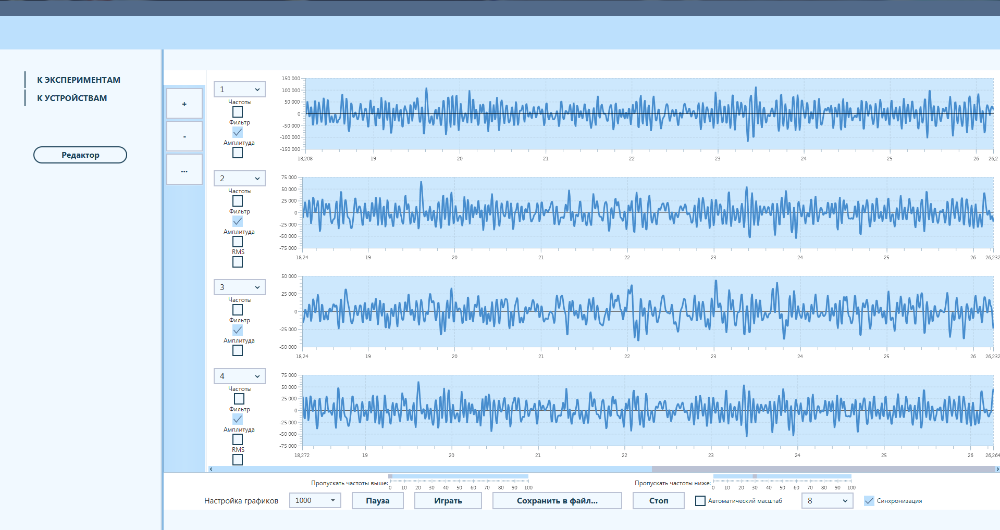 К ЭКСПЕРИМЕНТАМ
К УСТРОЙСТВАМ
Редактор
+
-
...
1
Частоты
Фильтр
Амплитуда
150 000
100 000
50 000
0
-50 000
-100 000
-150 000
18,208 19 20 21 22 23 24 25 26 26,2
2
Частоты
Фильтр
Амплитуда
RMS
75 000
50 000
25 000
0
-25 000
-50 000
-75 000
18,24 19 20 21 22 23 24 25 26 26,232
3
Частоты
Фильтр
Амплитуда
50 000
25 000
0
-25 000
-50 000
18,24 19 20 21 22 23 24 25 26 26,232
4
Частоты
Фильтр
Амплитуда
RMS
75 000
50 000
25 000
0
-25 000
-50 000
-75 000
18,272 19 20 21 22 23 24 25 26 26,264
Пропускать частоты выше:
0 10 20 30 40 50 60 70 80 90 100
Пропускать частоты ниже:
0 10 20 30 40 50 60 70 80 90 100
Настройка графиков 1000 Пауза Играть Сохранить в файл... Стоп Автоматический масштаб 8 Синхронизация